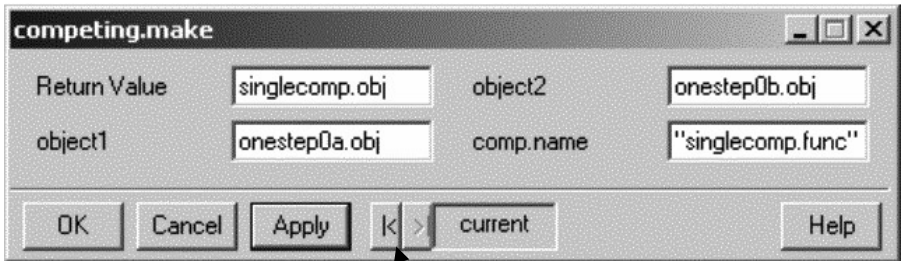 competing.make
Return Value singlecomp.obj object2 onestep0b.obj
object1 onestep0a.obj comp.name "singlecomp.func"
OK Cancel Apply |< >| current Help